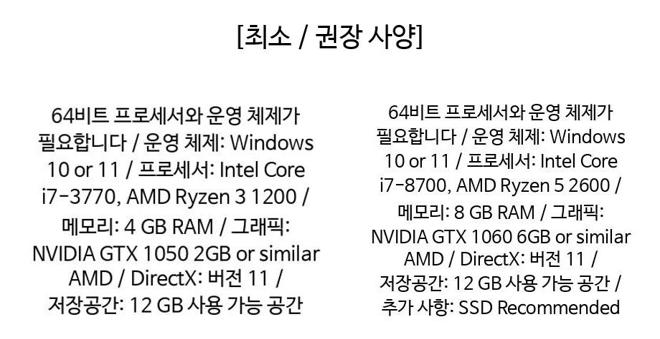 [최소 / 권장 사양]
64비트 프로세서와 운영 체제가
필요합니다 / 운영 체제: Windows
10 or 11 / 프로세서: Intel Core
i7-3770, AMD Ryzen 3 1200 /
메모리: 4 GB RAM / 그래픽:
NVIDIA GTX 1050 2GB or similar
AMD / DirectX: 버전 11 /
저장공간: 12 GB 사용 가능 공간
64비트 프로세서와 운영 체제가
필요합니다 / 운영 체제: Windows
10 or 11 / 프로세서: Intel Core
i7-8700, AMD Ryzen 5 2600 /
메모리: 8 GB RAM / 그래픽:
NVIDIA GTX 1060 6GB or similar
AMD / DirectX: 버전 11 /
저장공간: 12 GB 사용 가능 공간 /
추가 사항: SSD Recommended